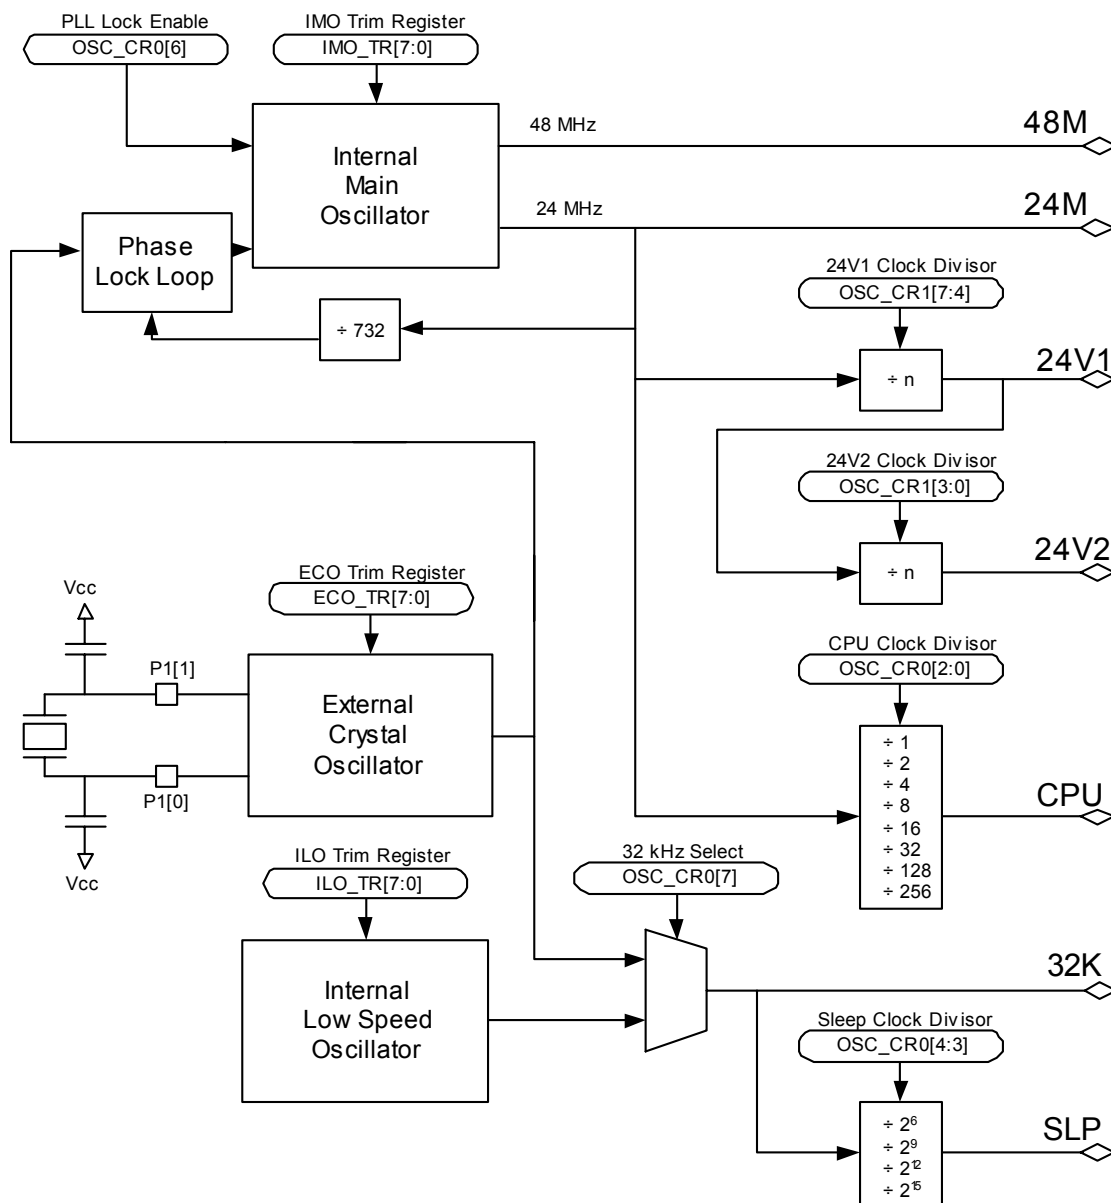 PLL Lock Enable
OSC_CR0[6]
IMO Trim Register
IMO_TR[7:0]
48 MHz
48M
Internal
Main
Oscillator
24 MHz
24M
Phase
Lock Loop
÷ 732
24V1 Clock Divisor
OSC_CR1[7:4]
÷ n
24V1
24V2 Clock Divisor
OSC_CR1[3:0]
÷ n
24V2
ECO Trim Register
ECO_TR[7:0]
Vcc
P1[1]
External
Crystal
Oscillator
P1[0]
Vcc
CPU Clock Divisor
OSC_CR0[2:0]
÷ 1
÷ 2
÷ 4
÷ 8
÷ 16
÷ 32
÷ 128
÷ 256
CPU
ILO Trim Register
ILO_TR[7:0]
32 kHz Select
OSC_CR0[7]
Internal
Low Speed
Oscillator
32K
Sleep Clock Divisor
OSC_CR0[4:3]
÷ 2⁶
÷ 2⁹
÷ 2¹²
÷ 2¹⁵
SLP